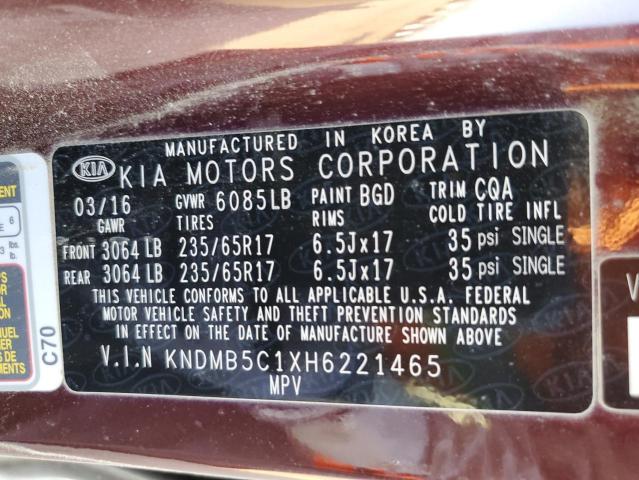 MANUFACTURED IN KOREA BY
KIA KIA MOTORS CORPORATION
03/16 GVWR 6085LB PAINT BGD TRIM CQA
GAWR TIRES RIMS COLD TIRE INFL
FRONT 3064 LB 235/65R17 6.5Jx17 35 psi SINGLE
REAR 3064 LB 235/65R17 6.5Jx17 35 psi SINGLE
THIS VEHICLE CONFORMS TO ALL APPLICABLE U.S.A. FEDERAL
MOTOR VEHICLE SAFETY AND THEFT PREVENTION STANDARDS
IN EFFECT ON THE DATE OF MANUFACTURE SHOWN ABOVE.
V.I.N KNDMB5C1XH6221465
MPV
C70